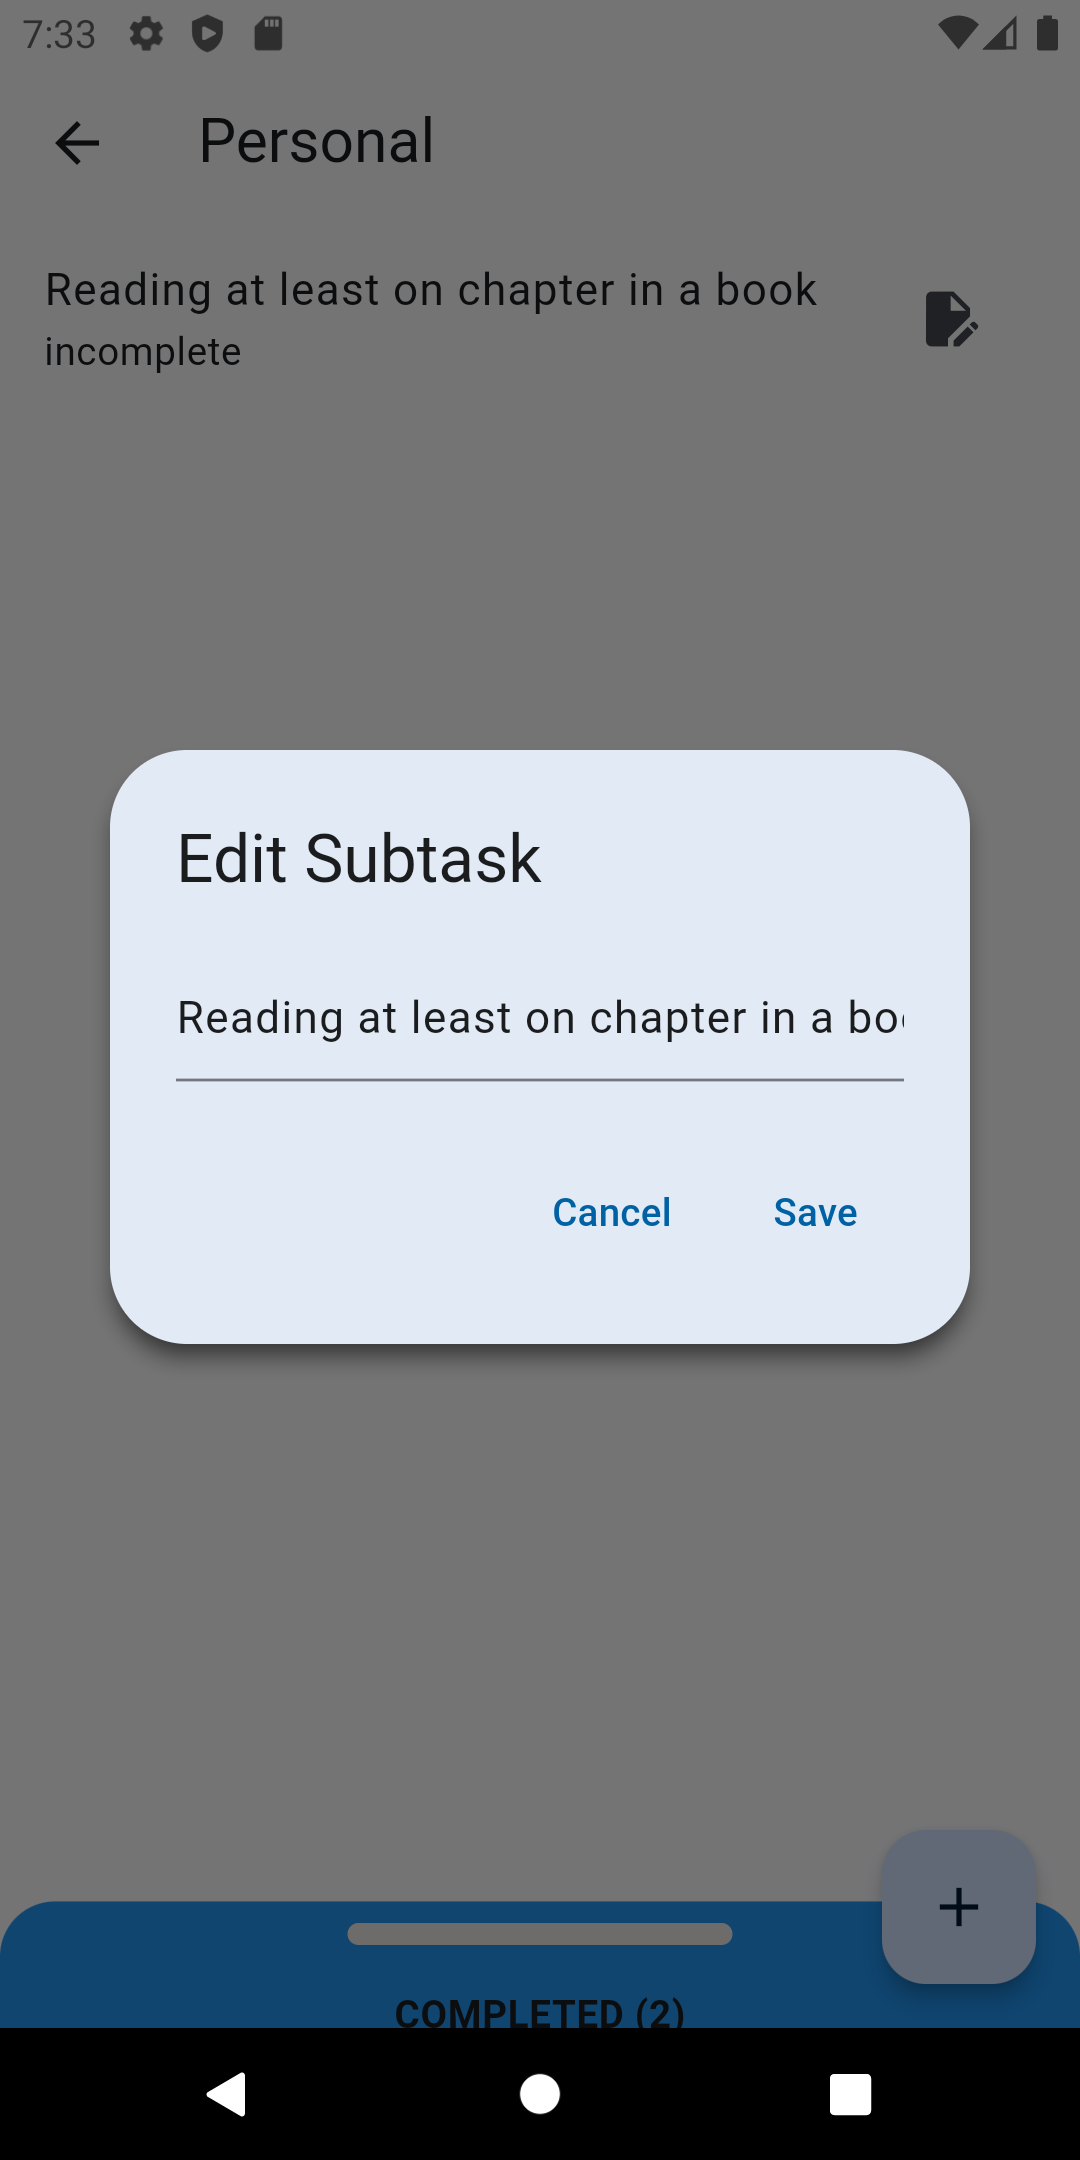 7:33
Personal
Reading at least on chapter in a book
incomplete
Edit Subtask
Reading at least on chapter in a
Cancel
Save
COMPLETED (2)